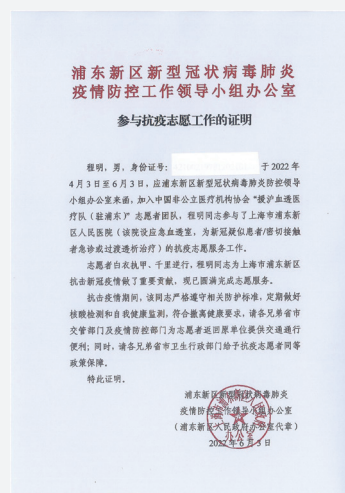 浦东新区新型冠状病毒肺炎
疫情防控工作领导小组办公室
参与抗疫志愿工作的证明
程明，男，身份证号： 于 2022 年
4 月 3 日至 6 月 3 日，应浦东新区新型冠状病毒肺炎防控领导
小组办公室来函，加入中国非公立医疗机构协会“援沪血透医
疗队（驻浦东）”志愿者团队，程明同志参与了上海市浦东新
区人民医院（该院设应急血透室，为新冠疑似患者/密切接触
者急诊或过渡透析治疗）的抗疫志愿服务工作。
志愿者白衣执甲、千里逆行，程明同志为上海市浦东新区
抗击新冠疫情做了重要贡献，现已圆满完成志愿服务。
抗击疫情期间，该同志严格遵守相关防护标准，定期做好
核酸检测和自我健康监测，符合撤离健康要求，请各兄弟省市
交管部门及疫情防控部门为志愿者返回原单位提供交通通行
便利；同时，请各兄弟省市卫生行政部门给予抗疫志愿者同等
政策保障。
特此证明。
浦东新区新型冠状病毒肺炎
疫情防控工作领导小组办公室
（浦东新区人民政府办公室代章）
2022 年 6 月 3 日